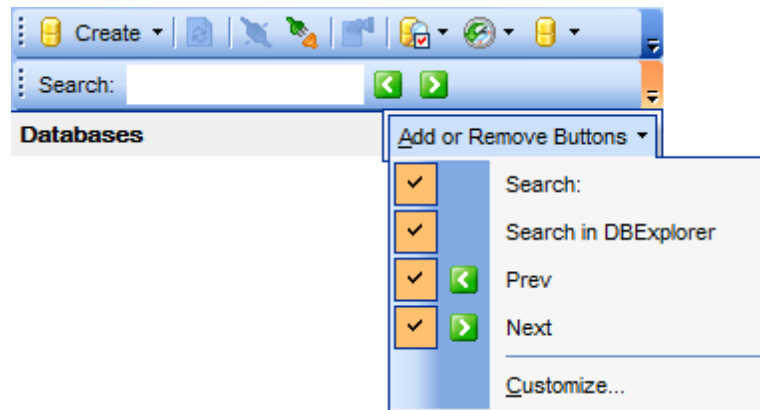 Create
Search:
Databases
Add or Remove Buttons
Search:
Search in DBExplorer
Prev
Next
Customize...